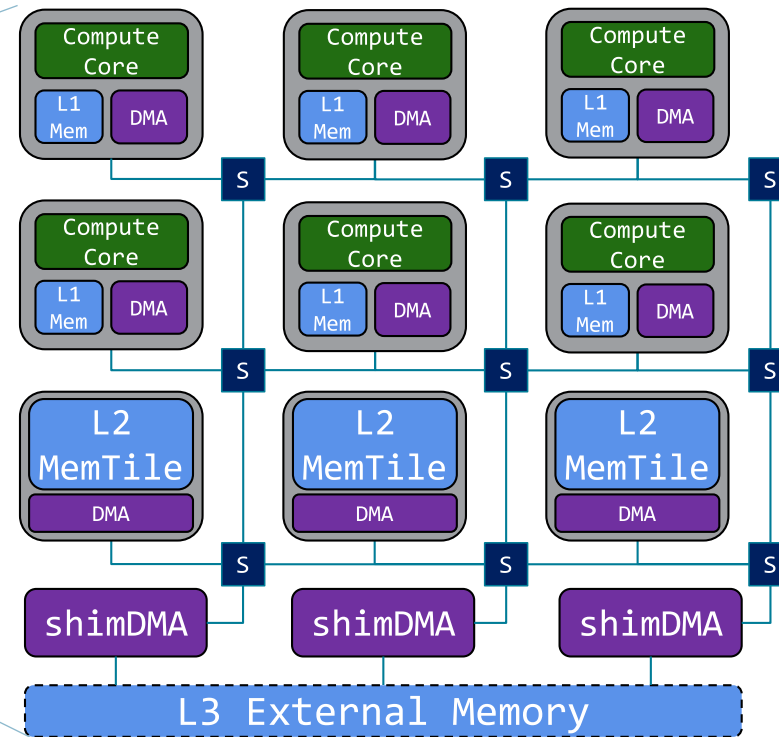 Compute
Core
L1
Mem
DMA
Compute
Core
L1
Mem
DMA
Compute
Core
L1
Mem
DMA
S
S
S
Compute
Core
L1
Mem
DMA
Compute
Core
L1
Mem
DMA
Compute
Core
L1
Mem
DMA
S
S
S
L2
MemTile
DMA
L2
MemTile
DMA
L2
MemTile
DMA
S
S
S
shimDMA
shimDMA
shimDMA
L3 External Memory